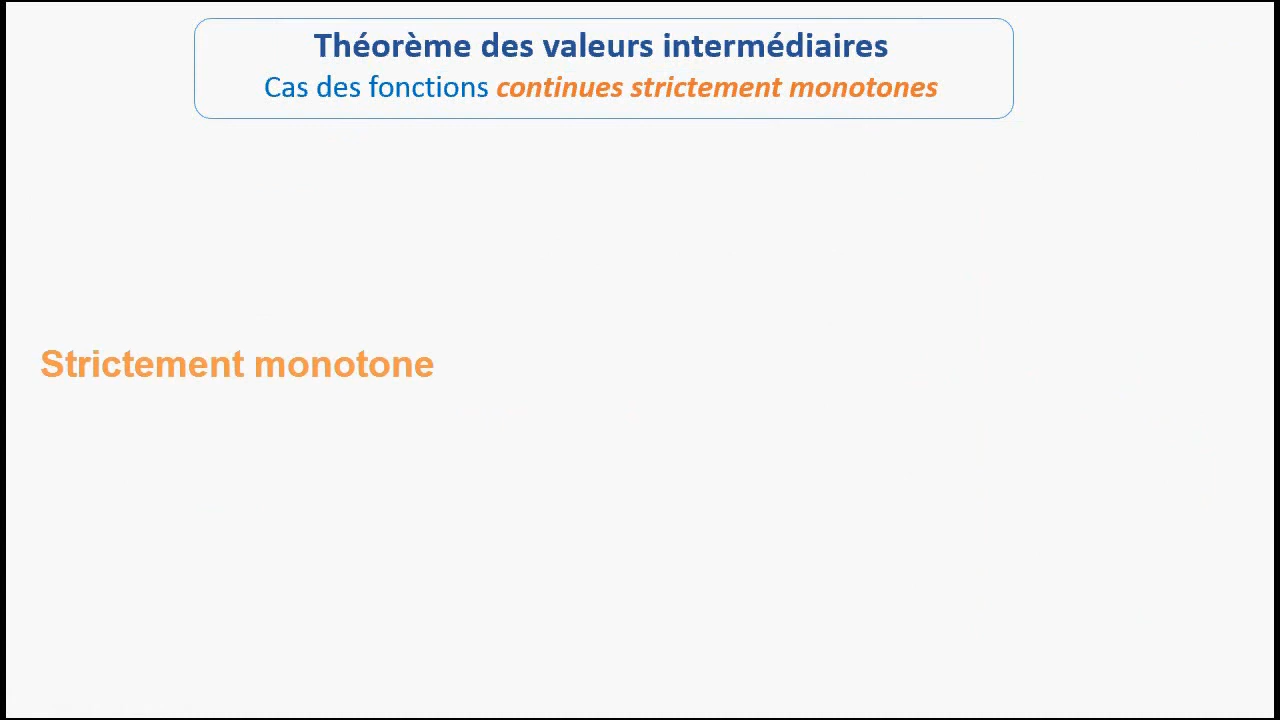 Théorème des valeurs intermédiaires
Cas des fonctions continues strictement monotones
Strictement monotone